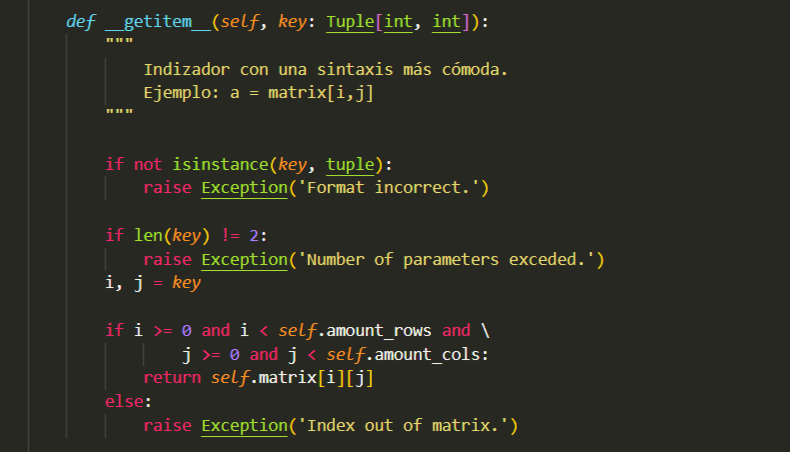 def __getitem__(self, key: Tuple[int, int]):
"""
Indizador con una sintaxis más cómoda.
Ejemplo: a = matrix[i,j]
"""
if not isinstance(key, tuple):
raise Exception('Format incorrect.')
if len(key) != 2:
raise Exception('Number of parameters exceded.')
i, j = key
if i >= 0 and i < self.amount_rows and \
j >= 0 and j < self.amount_cols:
return self.matrix[i][j]
else:
raise Exception('Index out of matrix.')